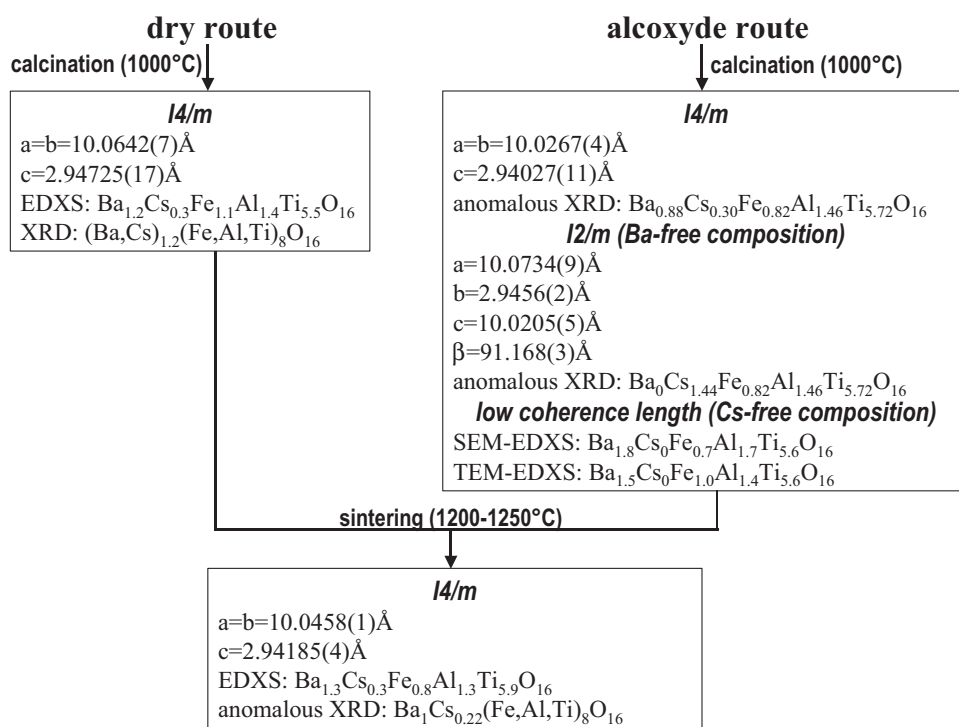 dry route
calcination (1000°C)
I4/m
a=b=10.0642(7)Å
c=2.94725(17)Å
EDXS: Ba₁.₂Cs₀.₃Fe₁.₁Al₁.₄Ti₅.₅O₁₆
XRD: (Ba,Cs)₁.₂(Fe,Al,Ti)₈O₁₆
alcoxyde route
calcination (1000°C)
I4/m
a=b=10.0267(4)Å
c=2.94027(11)Å
anomalous XRD: Ba₀.₈₈Cs₀.₃₀Fe₀.₈₂Al₁.₄₆Ti₅.₇₂O₁₆
I2/m (Ba-free composition)
a=10.0734(9)Å
b=2.9456(2)Å
c=10.0205(5)Å
β=91.168(3)Å
anomalous XRD: Ba₀Cs₁.₄₄Fe₀.₈₂Al₁.₄₆Ti₅.₇₂O₁₆
low coherence length (Cs-free composition)
SEM-EDXS: Ba₁.₈Cs₀Fe₀.₇Al₁.₇Ti₅.₆O₁₆
TEM-EDXS: Ba₁.₅Cs₀Fe₁.₀Al₁.₄Ti₅.₆O₁₆
sintering (1200-1250°C)
I4/m
a=b=10.0458(1)Å
c=2.94185(4)Å
EDXS: Ba₁.₃Cs₀.₃Fe₀.₈Al₁.₃Ti₅.₉O₁₆
anomalous XRD: Ba₁Cs₀.₂₂(Fe,Al,Ti)₈O₁₆